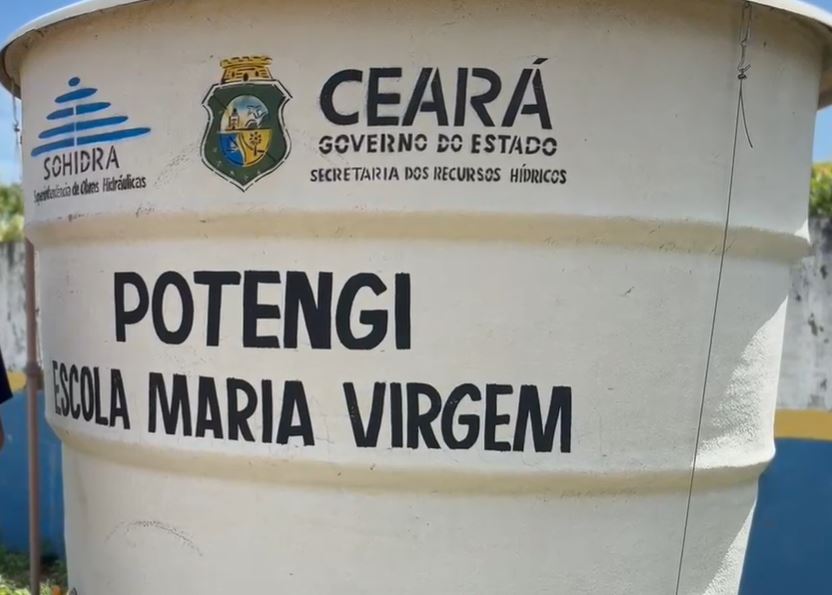 SOHIDRA
Superintendência de Obras Hidráulicas
CEARÁ
GOVERNO DO ESTADO
SECRETARIA DOS RECURSOS HÍDRICOS
POTENGI
ESCOLA MARIA VIRGEM